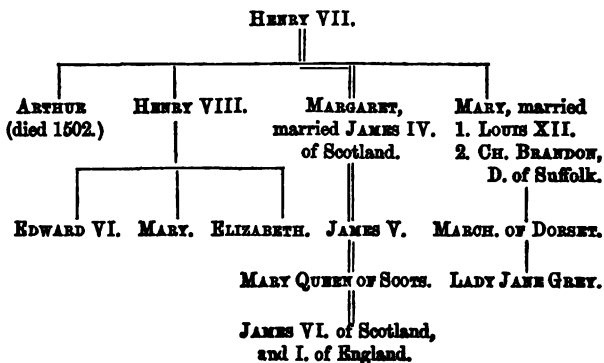 HENRY VII.
ARTHUR
(died 1502.)
HENRY VIII.
MARGARET,
married JAMES IV.
of Scotland.
MARY, married
1. LOUIS XII.
2. CH. BRANDON,
D. of Suffolk.
EDWARD VI. MARY. ELIZABETH. JAMES V. MARCH. OF DORSET.
MARY QUEEN OF SCOTS. LADY JANE GREY.
JAMES VI. of Scotland,
and I. of England.